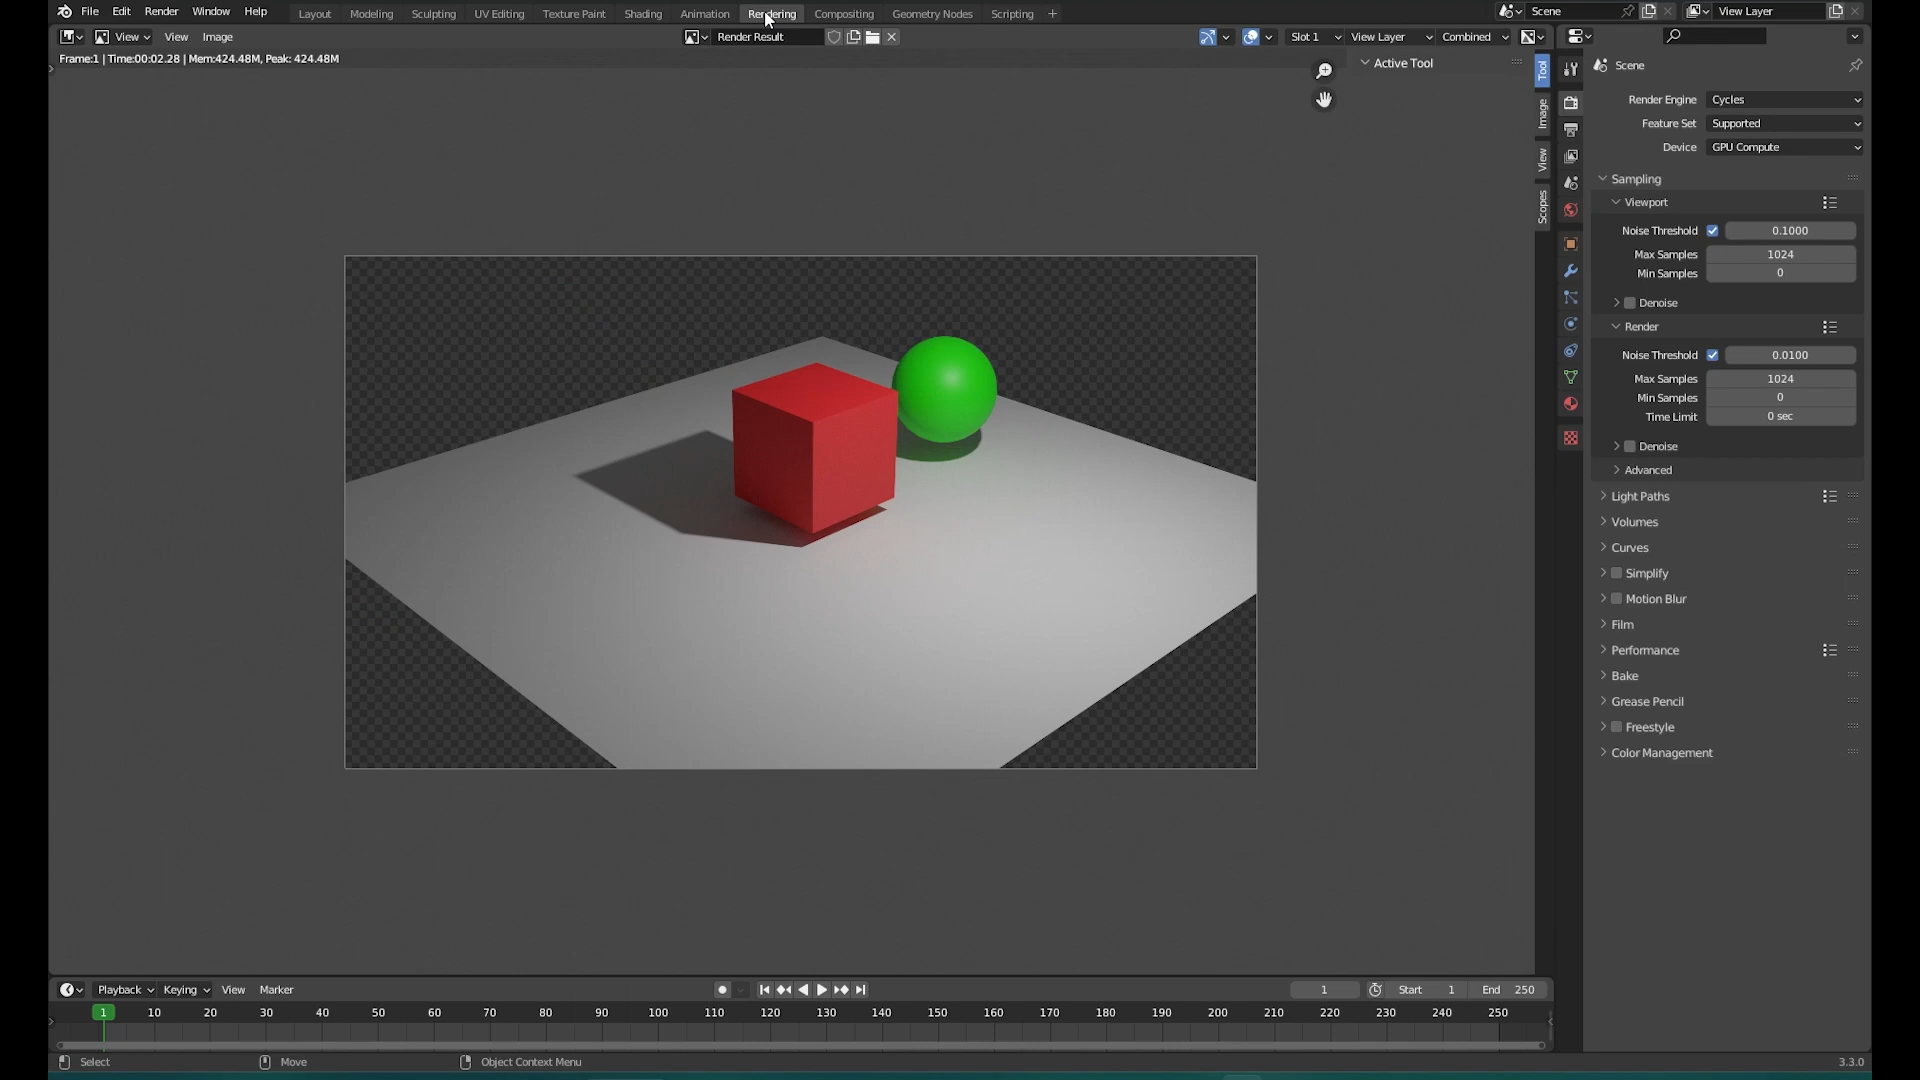 File Edit Render Window Help Layout Modeling Sculpting UV Editing Texture Paint Shading Animation Rendering Compositing Geometry Nodes Scripting + Scene View Layer
View View Image Render Result Slot 1 View Layer Combined
Frame:1 | Time:00:02.28 | Mem:424.48M, Peak: 424.48M
Active Tool
Tool
Image
View
Scopes
Scene
Render Engine Cycles
Feature Set Supported
Device GPU Compute
Sampling
Viewport
Noise Threshold 0.1000
Max Samples 1024
Min Samples 0
Denoise
Render
Noise Threshold 0.0100
Max Samples 1024
Min Samples 0
Time Limit 0 sec
Denoise
Advanced
Light Paths
Volumes
Curves
Simplify
Motion Blur
Film
Performance
Bake
Grease Pencil
Freestyle
Color Management
Playback Keying View Marker 1 Start 1 End 250
1 10 20 30 40 50 60 70 80 90 100 110 120 130 140 150 160 170 180 190 200 210 220 230 240 250
Select Move Object Context Menu 3.3.0